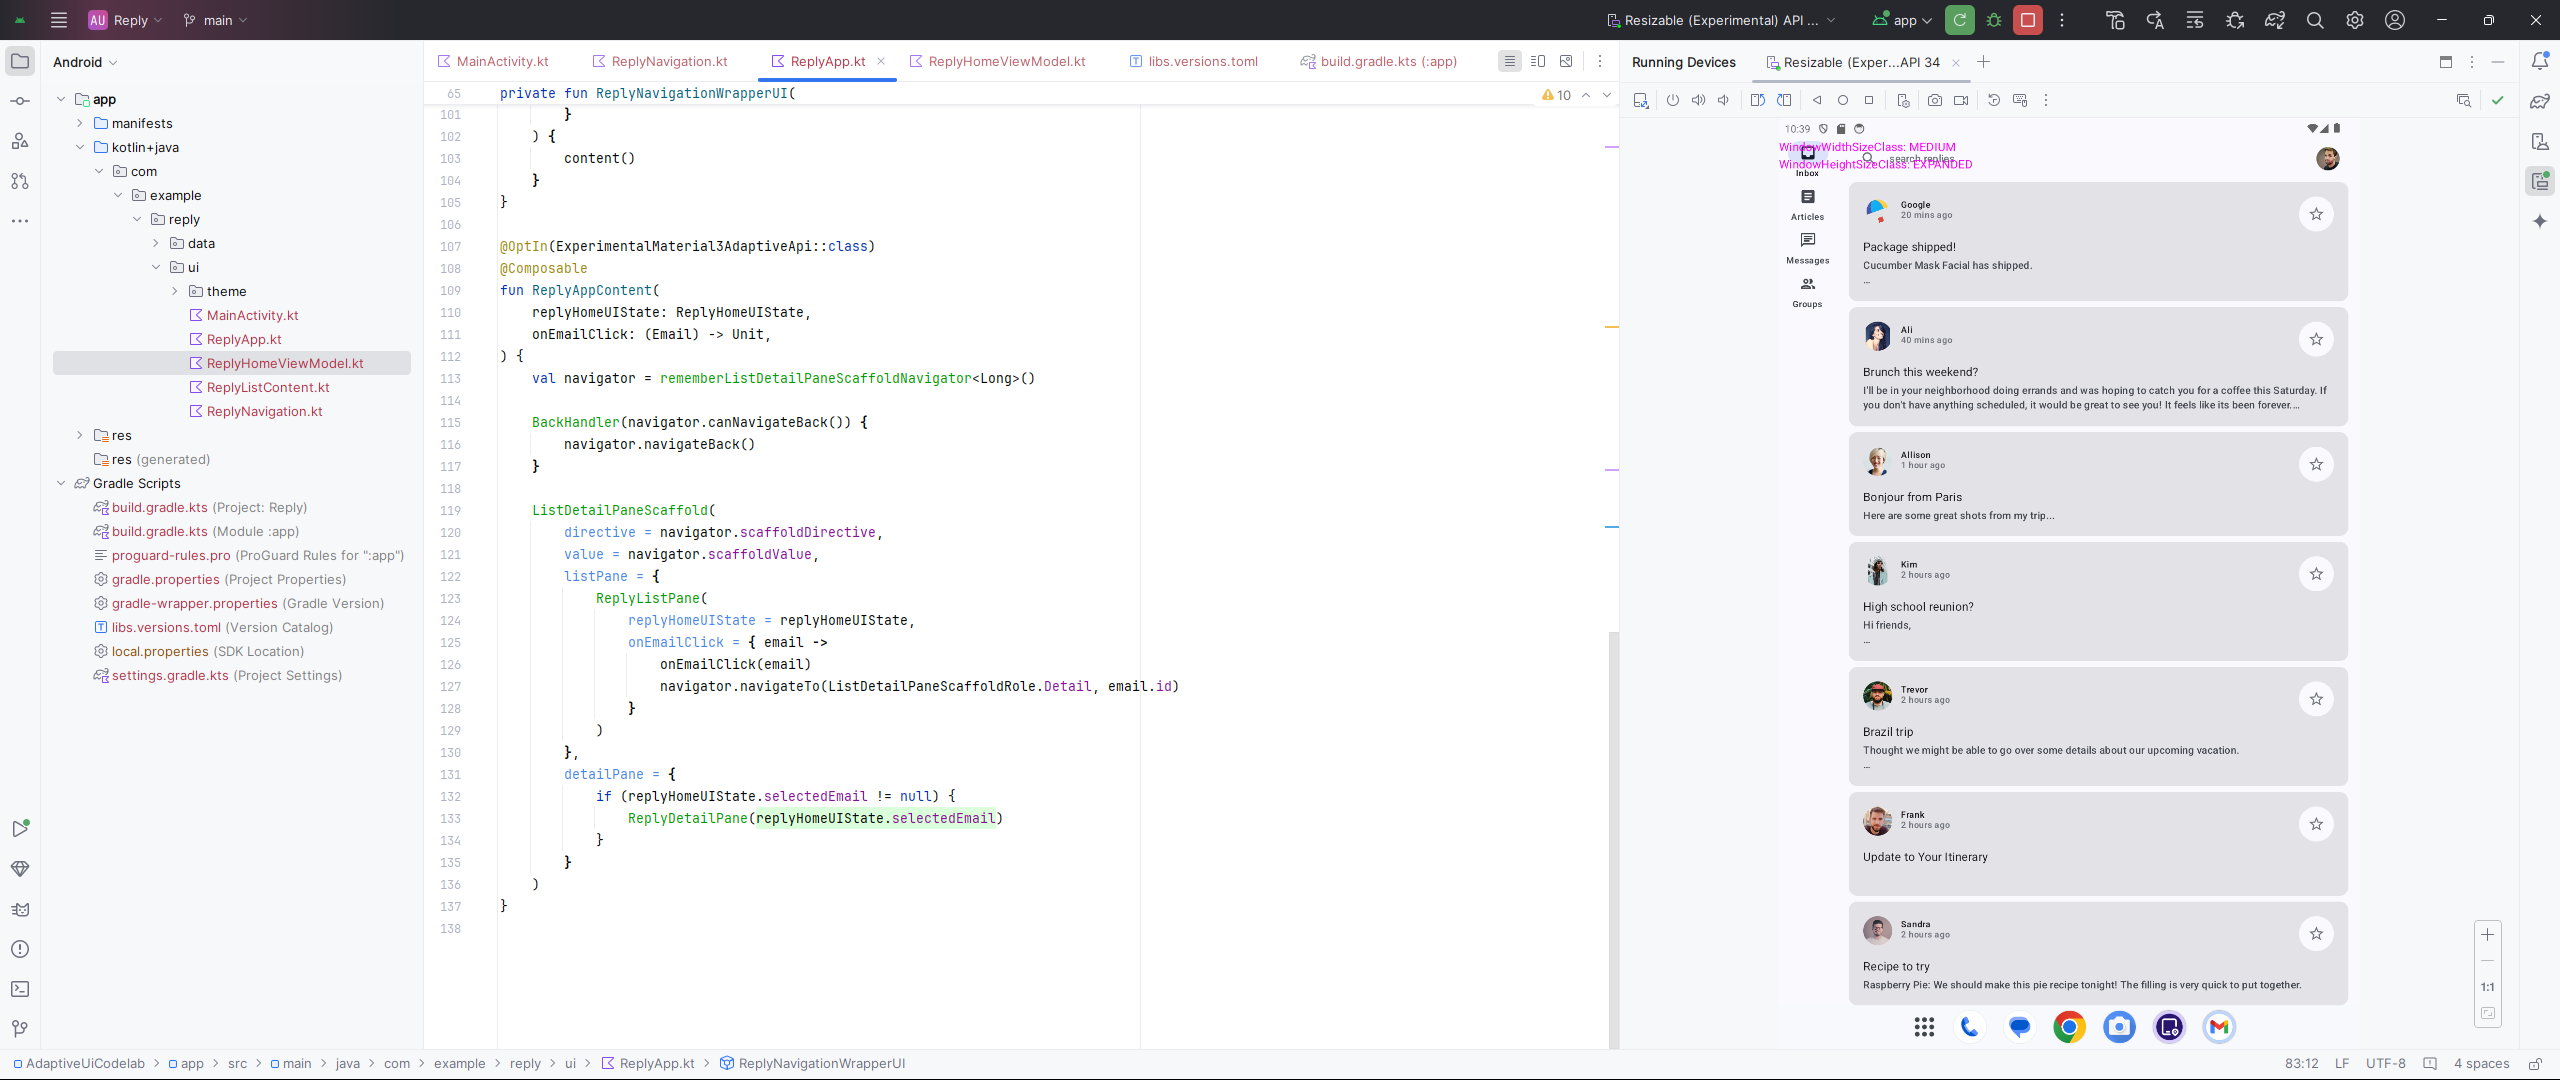 AU Reply main Resizable (Experimental) API ... app
Android
app
manifests
kotlin+java
com
example
reply
data
ui
theme
MainActivity.kt
ReplyApp.kt
ReplyHomeViewModel.kt
ReplyListContent.kt
ReplyNavigation.kt
res
res (generated)
Gradle Scripts
build.gradle.kts (Project: Reply)
build.gradle.kts (Module :app)
proguard-rules.pro (ProGuard Rules for ":app")
gradle.properties (Project Properties)
gradle-wrapper.properties (Gradle Version)
libs.versions.toml (Version Catalog)
local.properties (SDK Location)
settings.gradle.kts (Project Settings)
MainActivity.kt ReplyNavigation.kt ReplyApp.kt ReplyHomeViewModel.kt libs.versions.toml build.gradle.kts (:app)
65 private fun ReplyNavigationWrapperUI( 10
101 }
102 ) {
103 content()
104 }
105 }
106
107 @OptIn(ExperimentalMaterial3AdaptiveApi::class)
108 @Composable
109 fun ReplyAppContent(
110 replyHomeUIState: ReplyHomeUIState,
111 onEmailClick: (Email) -> Unit,
112 ) {
113 val navigator = rememberListDetailPaneScaffoldNavigator<Long>()
114
115 BackHandler(navigator.canNavigateBack()) {
116 navigator.navigateBack()
117 }
118
119 ListDetailPaneScaffold(
120 directive = navigator.scaffoldDirective,
121 value = navigator.scaffoldValue,
122 listPane = {
123 ReplyListPane(
124 replyHomeUIState = replyHomeUIState,
125 onEmailClick = { email ->
126 onEmailClick(email)
127 navigator.navigateTo(ListDetailPaneScaffoldRole.Detail, email.id)
128 }
129 )
130 },
131 detailPane = {
132 if (replyHomeUIState.selectedEmail != null) {
133 ReplyDetailPane(replyHomeUIState.selectedEmail)
134 }
135 }
136 )
137 }
138
Running Devices Resizable (Exper...API 34
10:39
WindowWidthSizeClass: MEDIUM
WindowHeightSizeClass: EXPANDED
search replies
Inbox
Articles
Messages
Groups
Google
20 mins ago
Package shipped!
Cucumber Mask Facial has shipped.
...
Ali
40 mins ago
Brunch this weekend?
I'll be in your neighborhood doing errands and was hoping to catch you for a coffee this Saturday. If
you don't have anything scheduled, it would be great to see you! It feels like its been forever....
Allison
1 hour ago
Bonjour from Paris
Here are some great shots from my trip...
Kim
2 hours ago
High school reunion?
Hi friends,
...
Trevor
2 hours ago
Brazil trip
Thought we might be able to go over some details about our upcoming vacation.
...
Frank
2 hours ago
Update to Your Itinerary
Sandra
2 hours ago
Recipe to try
Raspberry Pie: We should make this pie recipe tonight! The filling is very quick to put together.
1:1
AdaptiveUiCodelab > app > src > main > java > com > example > reply > ui > ReplyApp.kt > ReplyNavigationWrapperUI
83:12 LF UTF-8 4 spaces